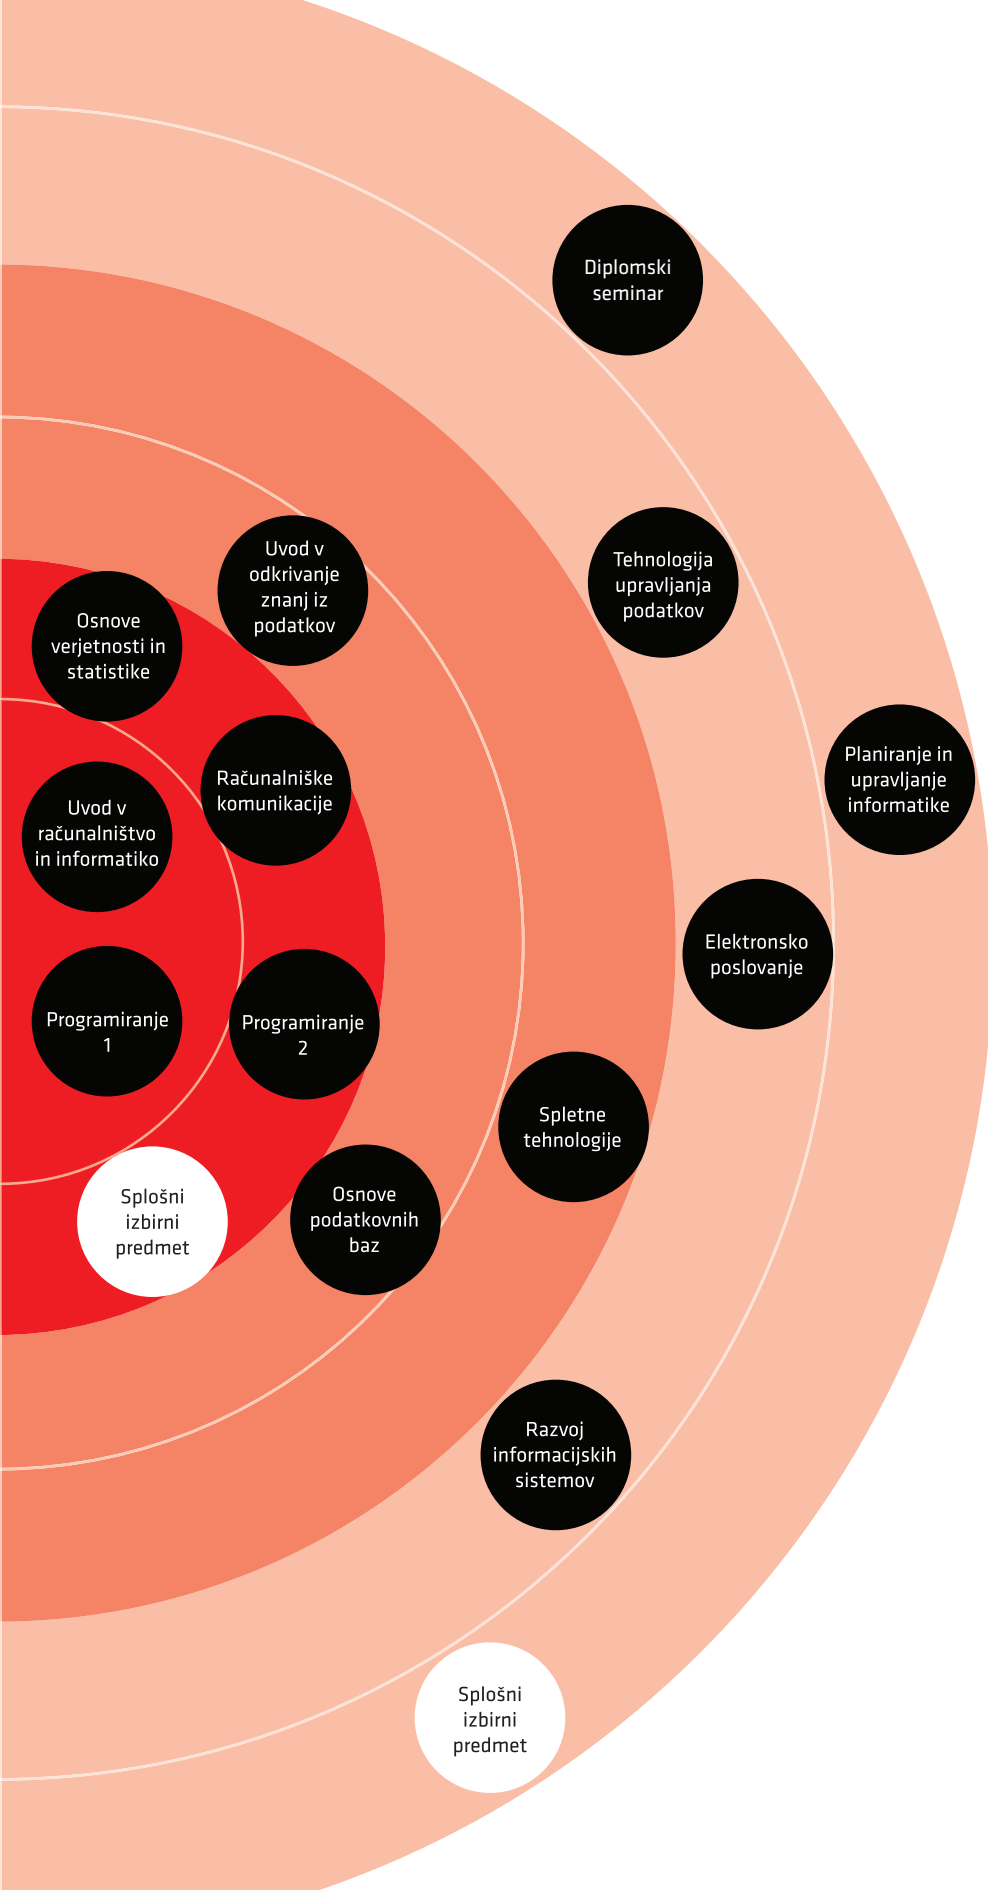 Diplomski
seminar
Uvod v
odkrivanje
znanj iz
podatkov
Tehnologija
upravljanja
podatkov
Osnove
verjetnosti in
statistike
Računalniške
komunikacije
Planiranje in
upravljanje
informatike
Uvod v
računalništvo
in informatiko
Elektronsko
poslovanje
Programiranje
1
Programiranje
2
Spletne
tehnologije
Splošni
izbirni
predmet
Osnove
podatkovnih
baz
Razvoj
informacijskih
sistemov
Splošni
izbirni
predmet